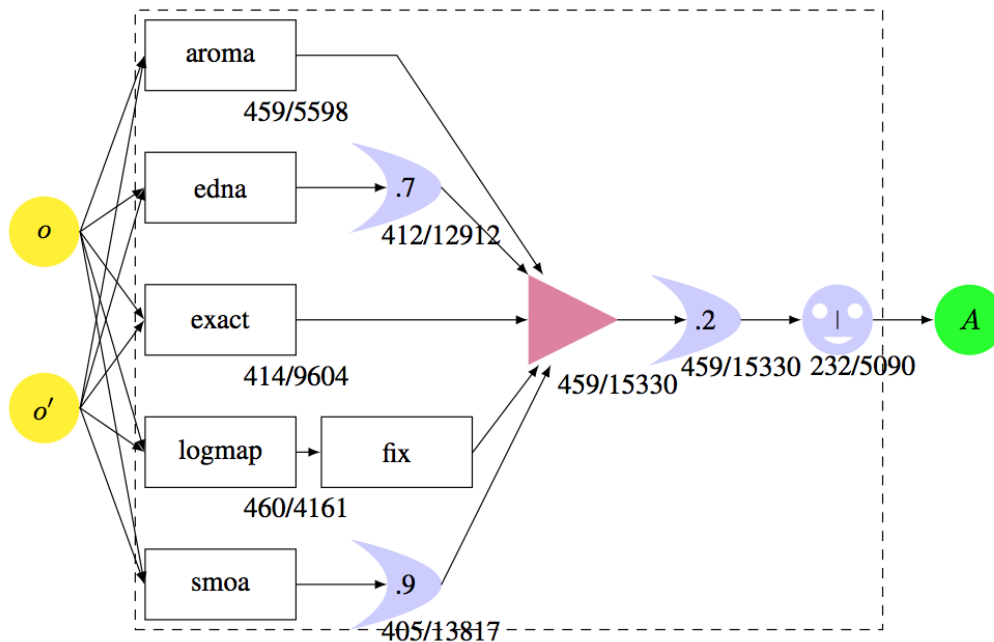 aroma
459/5598
edna
.7
412/12912
o
exact
414/9604
.2
459/15330
459/15330
232/5090
A
o′
logmap
fix
460/4161
smoa
.9
405/13817